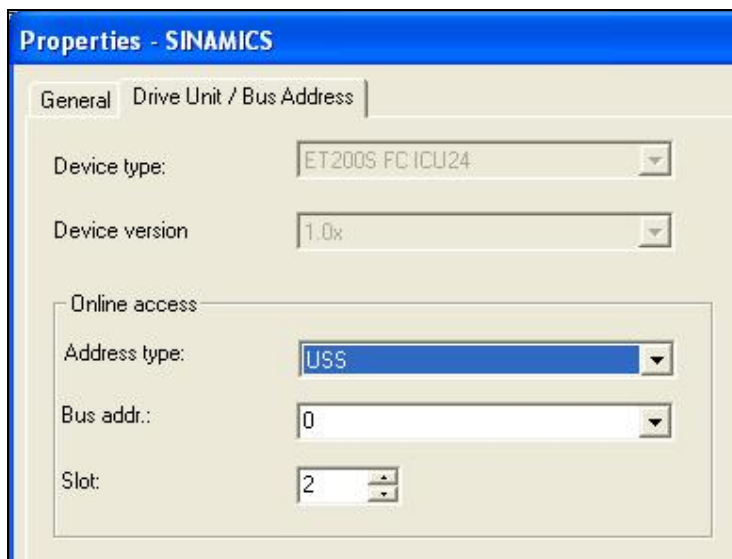 Properties - SINAMICS
General Drive Unit / Bus Address
Device type: ET200S FC ICU24
Device version 1.0x
Online access
Address type: USS
Bus addr.: 0
Slot: 2